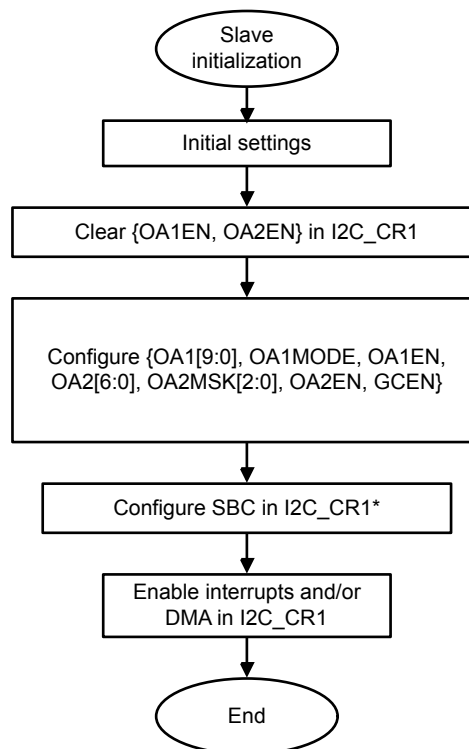 Slave
initialization
Initial settings
Clear {OA1EN, OA2EN} in I2C_CR1
Configure {OA1[9:0], OA1MODE, OA1EN,
OA2[6:0], OA2MSK[2:0], OA2EN, GCEN}
Configure SBC in I2C_CR1*
Enable interrupts and/or
DMA in I2C_CR1
End